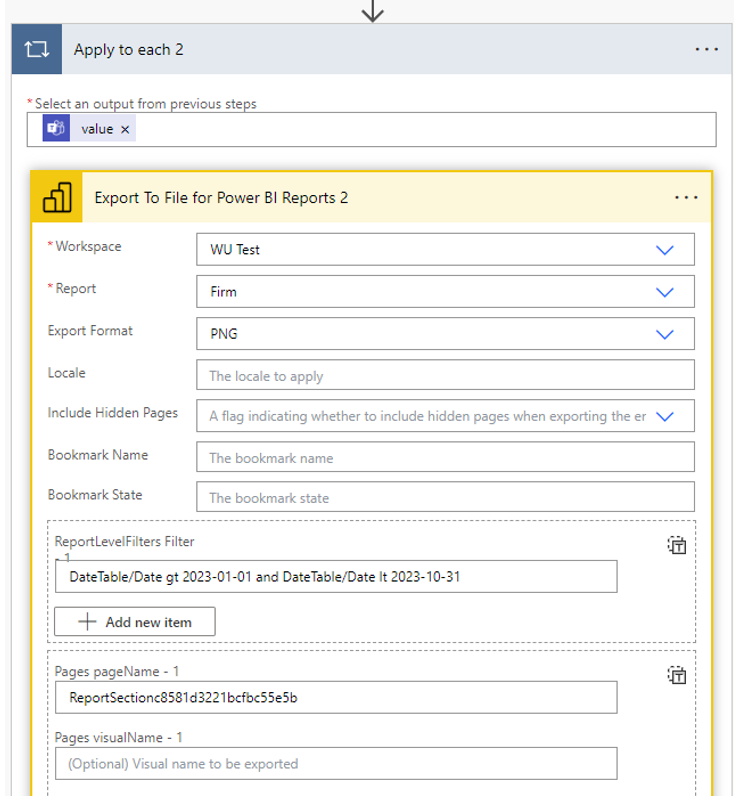 Apply to each 2
* Select an output from previous steps
value ×
Export To File for Power BI Reports 2
* Workspace
WU Test
* Report
Firm
Export Format
PNG
Locale
The locale to apply
Include Hidden Pages
A flag indicating whether to include hidden pages when exporting the er
Bookmark Name
The bookmark name
Bookmark State
The bookmark state
ReportLevelFilters Filter
- 1
DateTable/Date gt 2023-01-01 and DateTable/Date lt 2023-10-31
Add new item
Pages pageName - 1
ReportSectionc8581d3221bcfbc55e5b
Pages visualName - 1
(Optional) Visual name to be exported